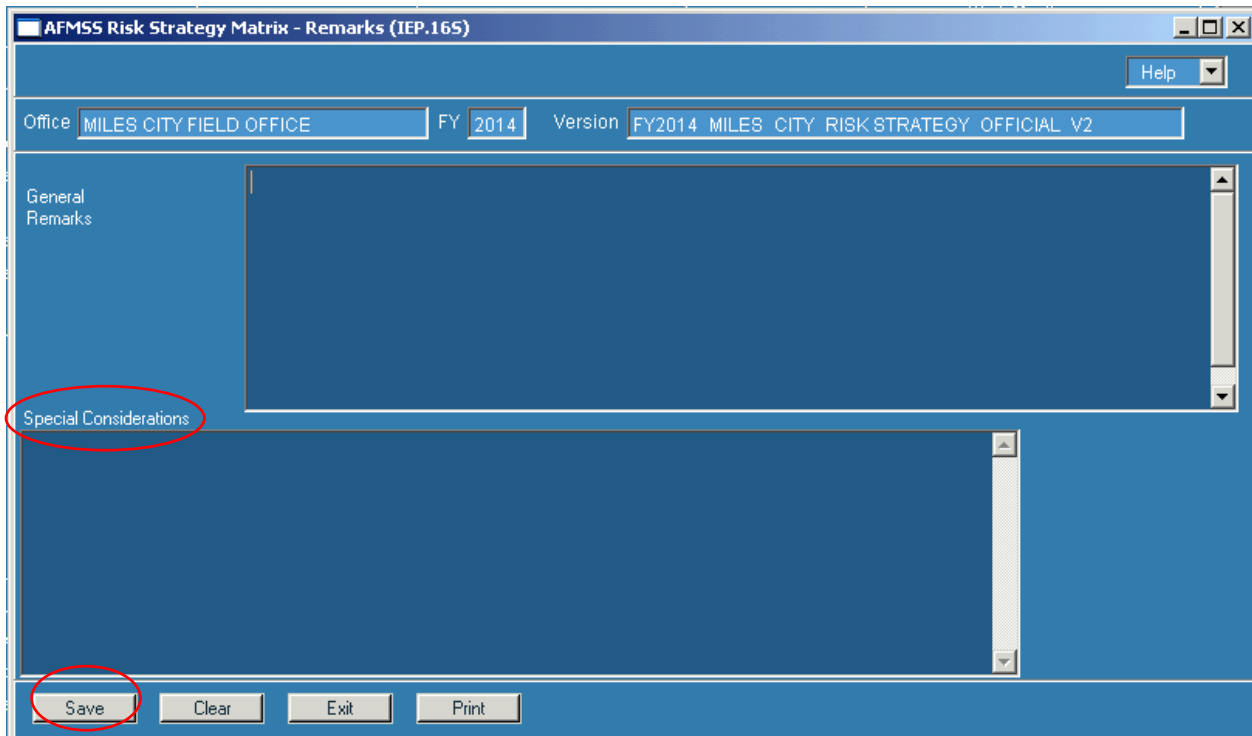 AFMSS Risk Strategy Matrix - Remarks (IEP.16S)
Help
Office MILES CITY FIELD OFFICE FY 2014 Version FY2014 MILES CITY RISK STRATEGY OFFICIAL V2
General
Remarks
Special Considerations
Save Clear Exit Print